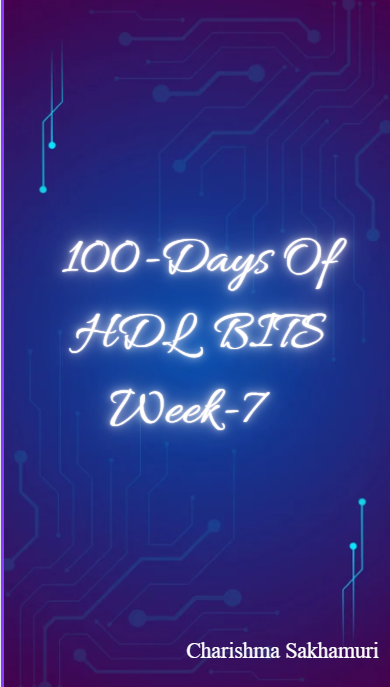 100-Days Of
HDL BITS
Week-7
Charishma Sakhamuri